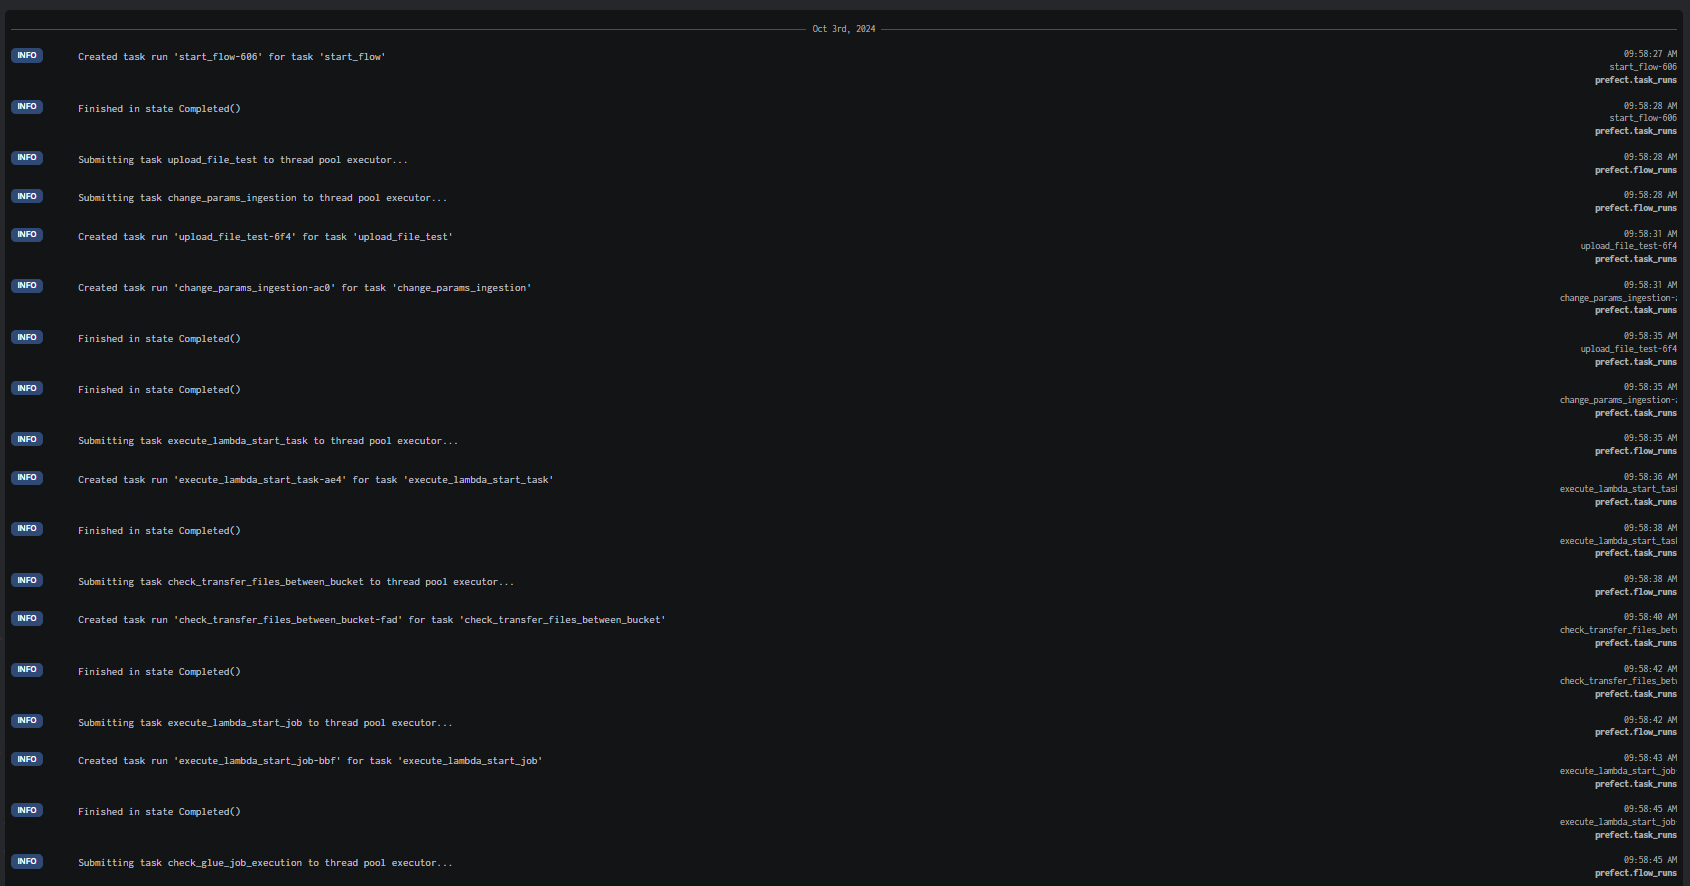 Oct 3rd, 2024
INFO Created task run 'start_flow-606' for task 'start_flow' 09:58:27 AM
start_flow-606
prefect.task_runs
INFO Finished in state Completed() 09:58:28 AM
start_flow-606
prefect.task_runs
INFO Submitting task upload_file_test to thread pool executor... 09:58:28 AM
prefect.flow_runs
INFO Submitting task change_params_ingestion to thread pool executor... 09:58:28 AM
prefect.flow_runs
INFO Created task run 'upload_file_test-6f4' for task 'upload_file_test' 09:58:31 AM
upload_file_test-6f4
prefect.task_runs
INFO Created task run 'change_params_ingestion-ac0' for task 'change_params_ingestion' 09:58:31 AM
change_params_ingestion-
prefect.task_runs
INFO Finished in state Completed() 09:58:35 AM
upload_file_test-6f4
prefect.task_runs
INFO Finished in state Completed() 09:58:35 AM
change_params_ingestion-
prefect.task_runs
INFO Submitting task execute_lambda_start_task to thread pool executor... 09:58:35 AM
prefect.flow_runs
INFO Created task run 'execute_lambda_start_task-ae4' for task 'execute_lambda_start_task' 09:58:36 AM
execute_lambda_start_task
prefect.task_runs
INFO Finished in state Completed() 09:58:38 AM
execute_lambda_start_task
prefect.task_runs
INFO Submitting task check_transfer_files_between_bucket to thread pool executor... 09:58:38 AM
prefect.flow_runs
INFO Created task run 'check_transfer_files_between_bucket-fad' for task 'check_transfer_files_between_bucket' 09:58:40 AM
check_transfer_files_betw
prefect.task_runs
INFO Finished in state Completed() 09:58:42 AM
check_transfer_files_betw
prefect.task_runs
INFO Submitting task execute_lambda_start_job to thread pool executor... 09:58:42 AM
prefect.flow_runs
INFO Created task run 'execute_lambda_start_job-bbf' for task 'execute_lambda_start_job' 09:58:43 AM
execute_lambda_start_job-
prefect.task_runs
INFO Finished in state Completed() 09:58:45 AM
execute_lambda_start_job-
prefect.task_runs
INFO Submitting task check_glue_job_execution to thread pool executor... 09:58:45 AM
prefect.flow_runs